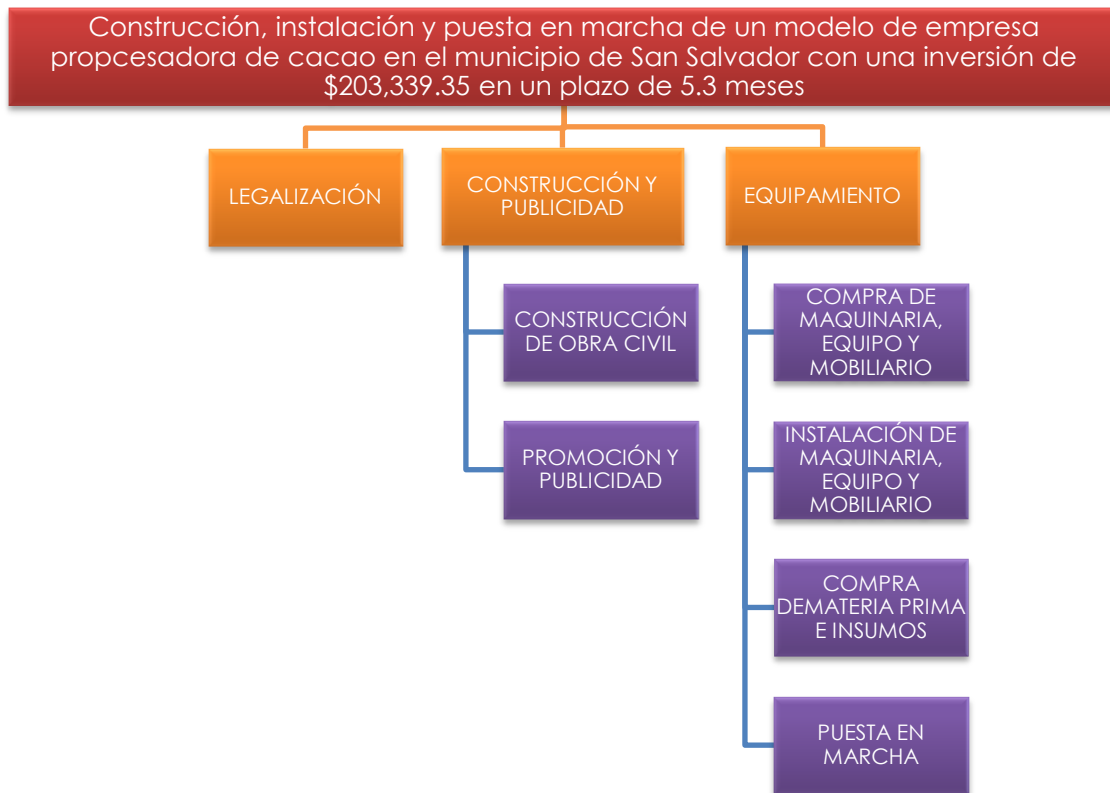 Construcción, instalación y puesta en marcha de un modelo de empresa
propcesadora de cacao en el municipio de San Salvador con una inversión de
$203,339.35 en un plazo de 5.3 meses
LEGALIZACIÓN
CONSTRUCCIÓN Y
PUBLICIDAD
EQUIPAMIENTO
CONSTRUCCIÓN
DE OBRA CIVIL
PROMOCIÓN Y
PUBLICIDAD
COMPRA DE
MAQUINARIA,
EQUIPO Y
MOBILIARIO
INSTALACIÓN DE
MAQUINARIA,
EQUIPO Y
MOBILIARIO
COMPRA
DEMATERIA PRIMA
E INSUMOS
PUESTA EN
MARCHA